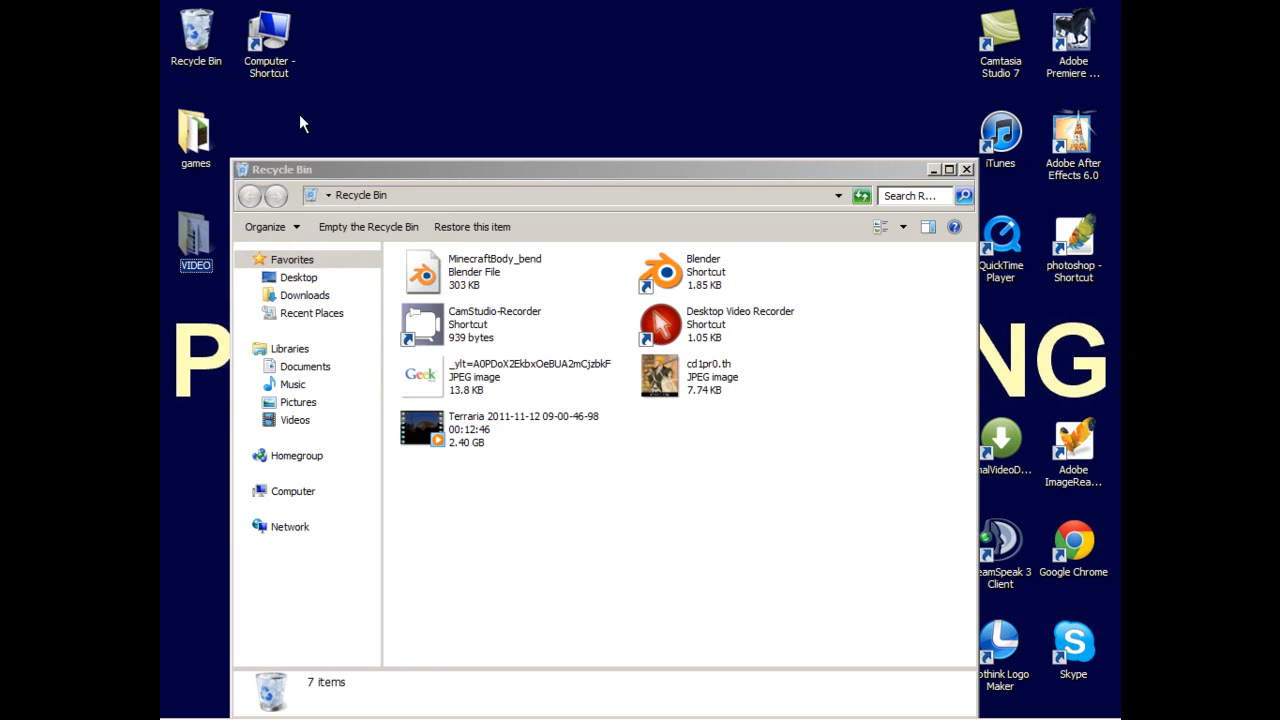 Recycle Bin
Computer -
Shortcut
games
VIDEO
Camtasia
Studio 7
Adobe
Premiere ...
iTunes
Adobe After
Effects 6.0
QuickTime
Player
photoshop -
Shortcut
P
NG
Recycle Bin
Recycle Bin
Search R...
Organize
Empty the Recycle Bin
Restore this item
Favorites
Desktop
Downloads
Recent Places
Libraries
Documents
Music
Pictures
Videos
Homegroup
Computer
Network
MinecraftBody_bend
Blender File
303 KB
Blender
Shortcut
1.85 KB
CamStudio-Recorder
Shortcut
939 bytes
Desktop Video Recorder
Shortcut
1.05 KB
Geek
_ylt=A0PDoX2EkbxOeBUA2mCjzbkF
JPEG image
13.8 KB
cd1pr0.th
JPEG image
7.74 KB
Terraria 2011-11-12 09-00-46-98
00:12:46
2.40 GB
7 items
nalVideoD...
Adobe
ImageRea...
eamSpeak 3
Client
Google Chrome
othink Logo
Maker
Skype